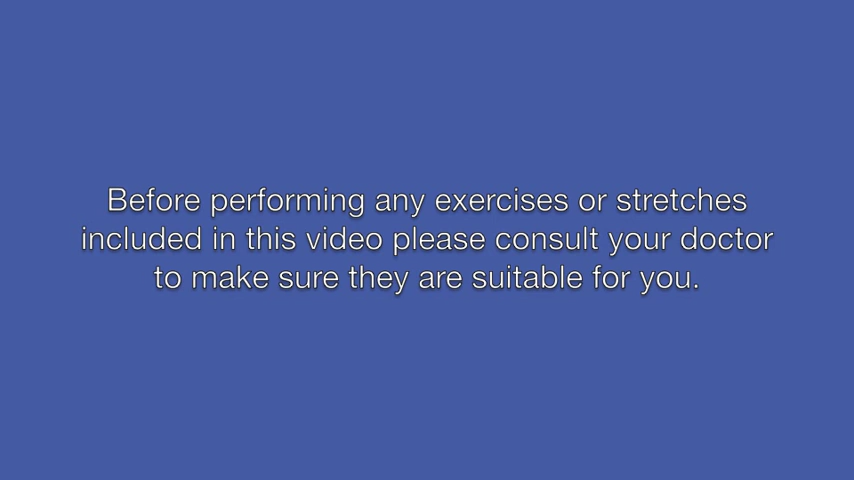 Before performing any exercises or stretches
included in this video please consult your doctor
to make sure they are suitable for you.